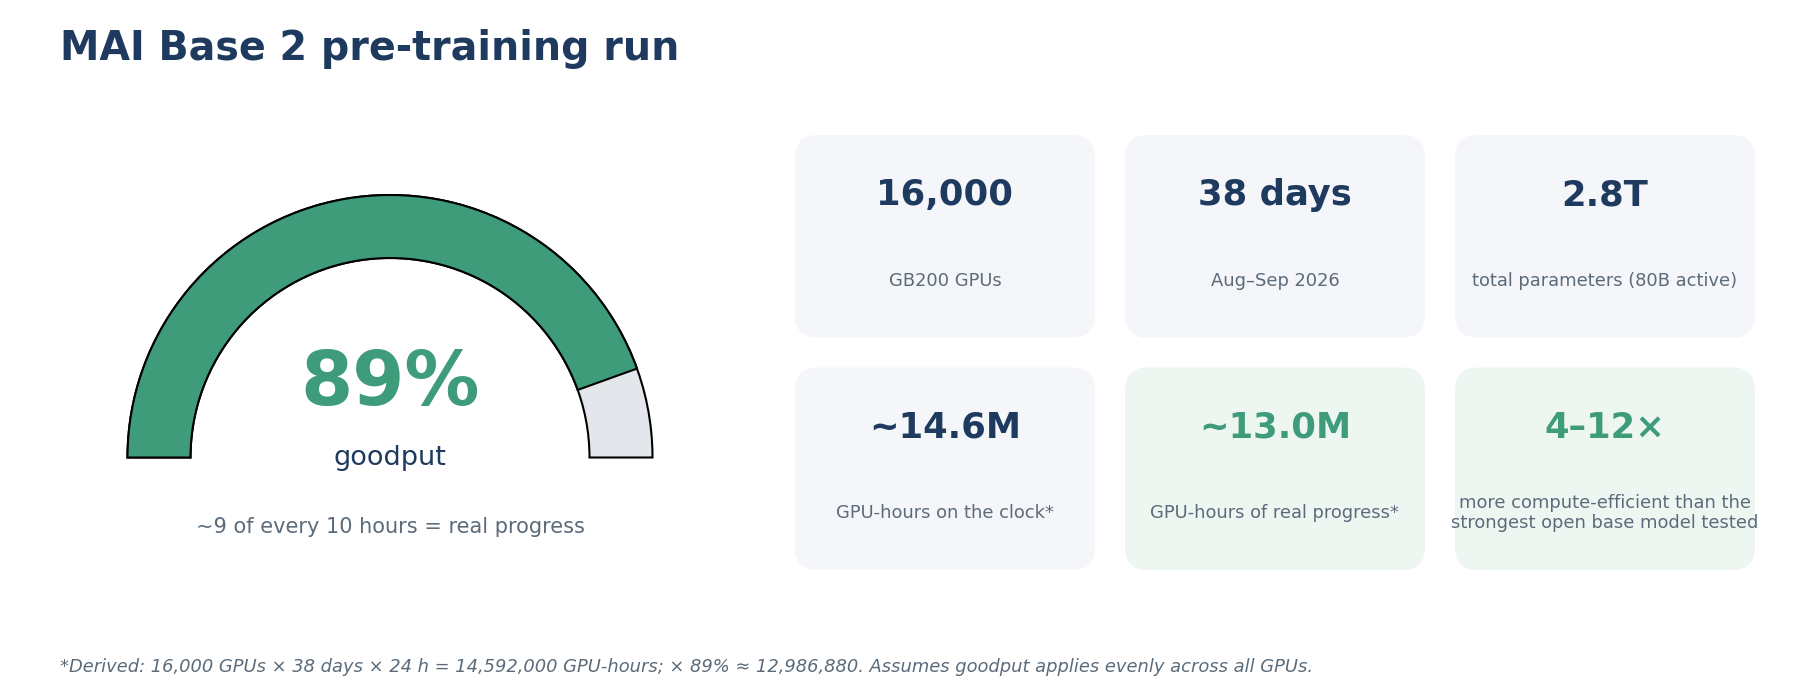 MAI Base 2 pre-training run
89%
goodput
~9 of every 10 hours = real progress
16,000
GB200 GPUs
38 days
Aug–Sep 2026
2.8T
total parameters (80B active)
~14.6M
GPU-hours on the clock*
~13.0M
GPU-hours of real progress*
4–12×
more compute-efficient than the
strongest open base model tested
*Derived: 16,000 GPUs × 38 days × 24 h = 14,592,000 GPU-hours; × 89% ≈ 12,986,880. Assumes goodput applies evenly across all GPUs.